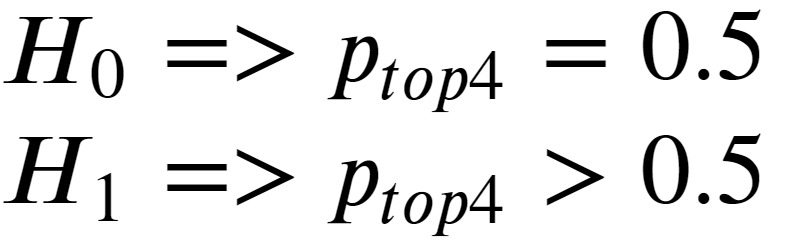 H₀ => pₜₒₚ₄ = 0.5
H₁ => pₜₒₚ₄ > 0.5